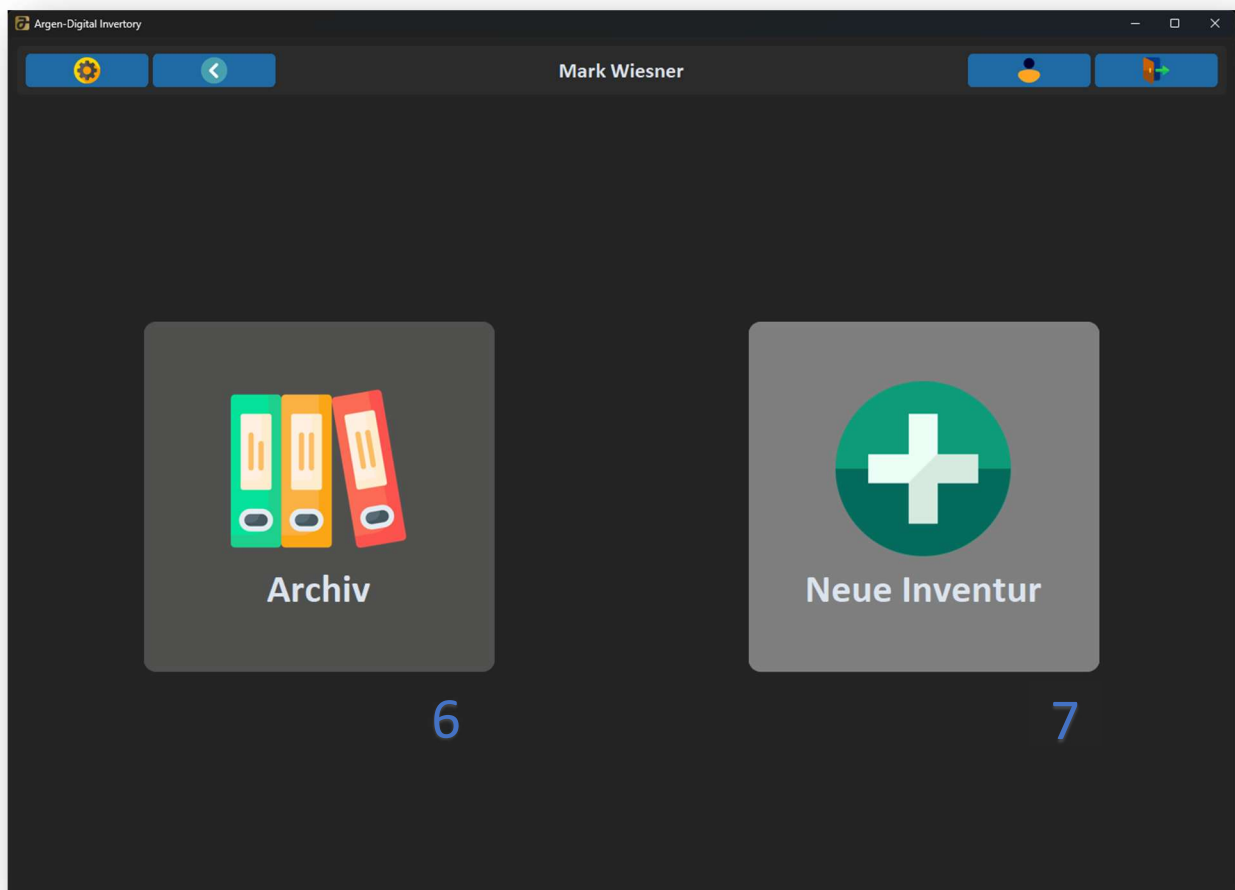 Argen-Digital Invertory
Mark Wiesner
Archiv
Neue Inventur
6
7